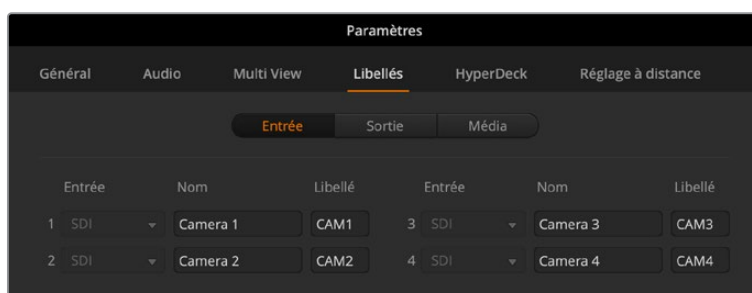 Paramètres
Général Audio Multi View Libellés HyperDeck Réglage à distance
Entrée Sortie Média
Entrée Nom Libellé Entrée Nom Libellé
1 SDI Camera 1 CAM1 3 SDI Camera 3 CAM3
2 SDI Camera 2 CAM2 4 SDI Camera 4 CAM4